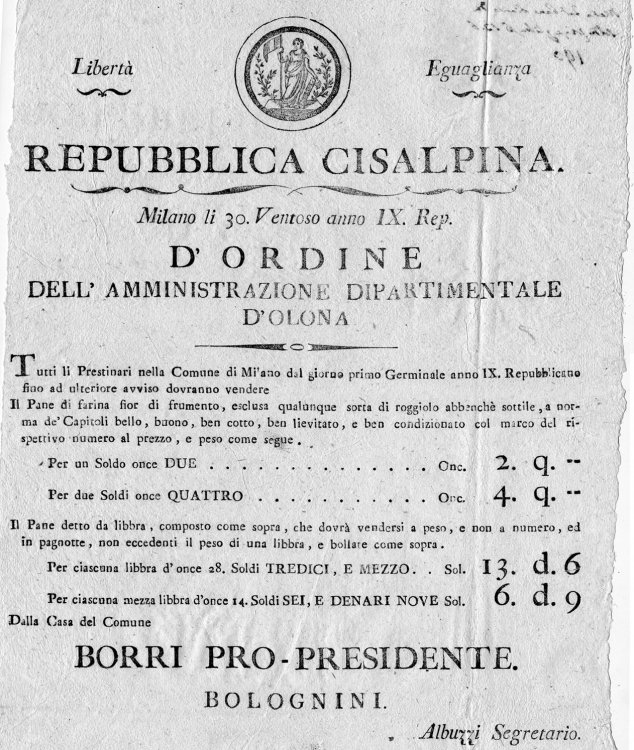 Libertà Eguaglianza
REPUBBLICA CISALPINA.
Milano li 30. Ventoso anno IX. Rep.
D'ORDINE
DELL' AMMINISTRAZIONE DIPARTIMENTALE
D'OLONA
Tutti li Prestinari nella Comune di Mi'ano dal giorno primo Germinale anno IX. Repubblicano
fino ad ulteriore avviso dovranno vendere
Il Pane di farina fior di frumento, esclusa qualunque sorta di roggiolo abbenchè sottile, a nor-
ma de' Capitoli bello, buono, ben cotto, ben lievitato, e ben condizionato col marco del ri-
spettivo numero al prezzo, e peso come segue.
Per un Soldo once DUE . . . . . . . . . . . . Onc. 2. q. --
Per due Soldi once QUATTRO . . . . . . . . . . Onc. 4. q. --
Il Pane detto da libbra, composto come sopra, che dovrà vendersi a peso, e non a numero, ed
in pagnotte, non eccedenti il peso di una libbra, e bollate come sopra.
Per ciascuna libbra d'once 28. Soldi TREDICI, E MEZZO. . Sol. 13. d. 6
Per ciascuna mezza libbra d'once 14. Soldi SEI, E DENARI NOVE Sol. 6. d. 9
Dalla Casa del Comune
BORRI PRO-PRESIDENTE.
BOLOGNINI.
Albuzzi Segretario.